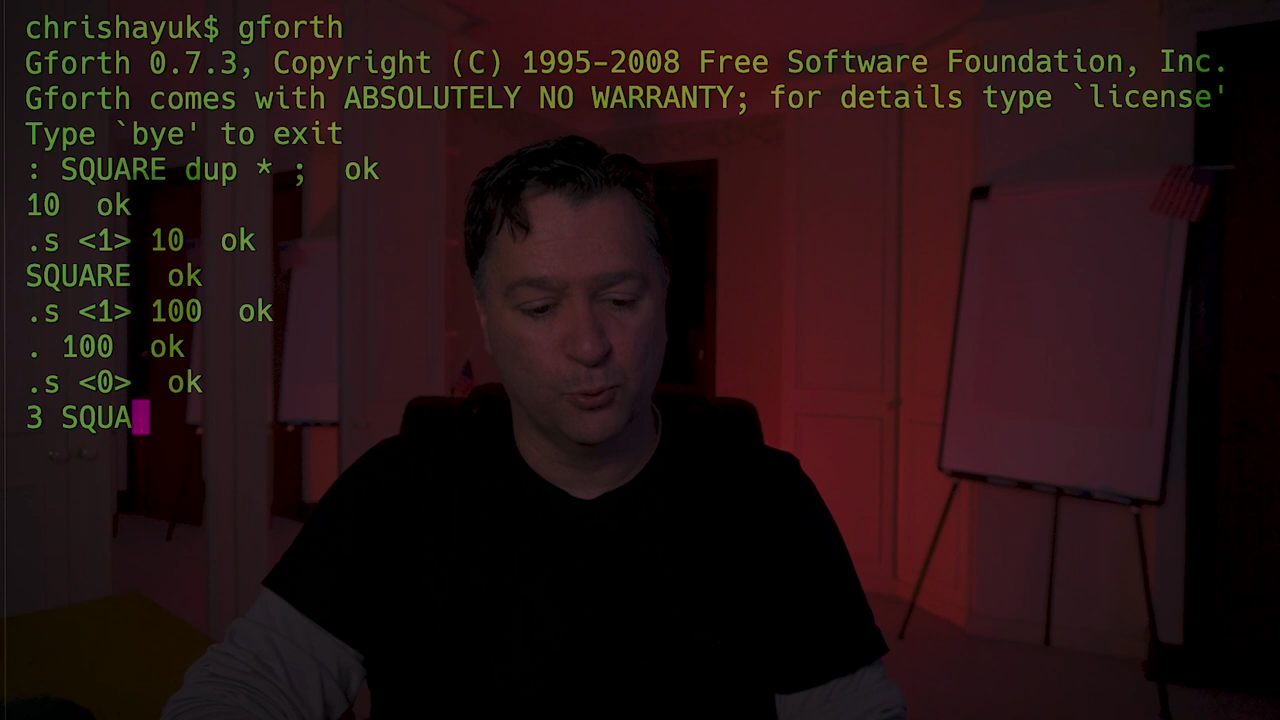 chrishayuk$ gforth
Gforth 0.7.3, Copyright (C) 1995-2008 Free Software Foundation, Inc.
Gforth comes with ABSOLUTELY NO WARRANTY; for details type `license'
Type `bye' to exit
: SQUARE dup * ;  ok
10  ok
.s <1> 10  ok
SQUARE  ok
.s <1> 100  ok
. 100  ok
.s <0>  ok
3 SQUA